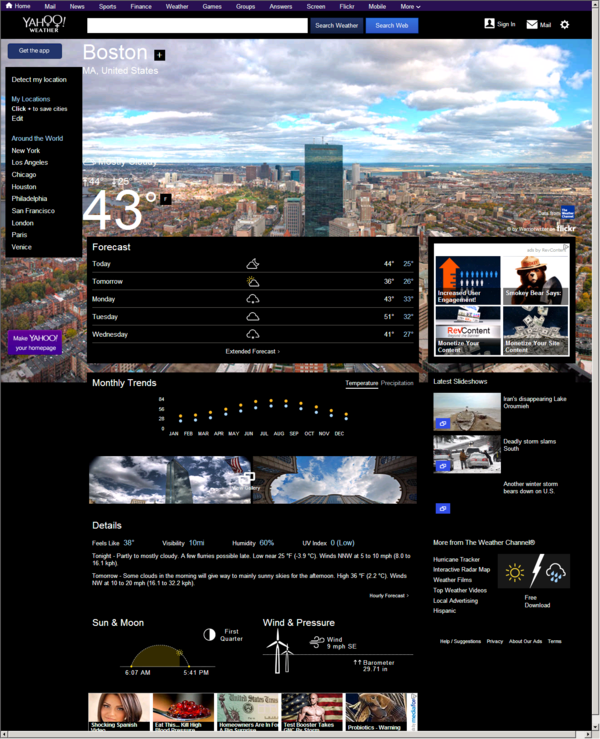 Home Mail News Sports Finance Weather Games Groups Answers Screen Flickr Mobile More
YAHOO!
WEATHER
Search Weather
Search Web
Sign In
Mail
Get the app
Boston +
MA, United States
Detect my location
My Locations
Click + to save cities
Edit
Around the World
New York
Los Angeles
Chicago
Houston
Philadelphia
San Francisco
London
Paris
Venice
Mostly Cloudy
44° 25°
43° F
Data from
The Weather Channel
flickr
Make YAHOO!
your homepage
Forecast
Today 44° 25°
Tomorrow 36° 26°
Monday 43° 33°
Tuesday 51° 32°
Wednesday 41° 27°
Extended Forecast ›
ads by RevContent
Increased User
Engagement!
Smokey Bear Says:
RevContent
Monetize Your
Content
Monetize Your Site
Content
Monthly Trends
Temperature Precipitation
84
56
28
0
JAN FEB MAR APR MAY JUN JUL AUG SEP OCT NOV DEC
Latest Slideshows
Iran's disappearing Lake
Oroumieh
Deadly storm slams
South
Another winter storm
bears down on U.S.
Details
Feels Like 38° Visibility 10mi Humidity 60% UV Index 0 (Low)
Tonight - Partly to mostly cloudy. A few flurries possible late. Low near 25 °F (-3.9 °C). Winds NNW at 5 to 10 mph (8.0 to
16.1 kph).
Tomorrow - Some clouds in the morning will give way to mainly sunny skies for the afternoon. High 36 °F (2.2 °C). Winds
NW at 10 to 20 mph (16.1 to 32.2 kph).
Hourly Forecast ›
More from The Weather Channel®
Hurricane Tracker
Interactive Radar Map
Weather Films
Top Weather Videos
Local Advertising
Hispanic
Free
Download
Sun & Moon
First
Quarter
6:07 AM 5:41 PM
Wind & Pressure
Wind
9 mph SE
Barometer
29.71 in
Help / Suggestions Privacy About Our Ads Terms
Shocking Spanish
Video
Eat This... Kill High
Blood Pressure
Homeowners Are In For
A Big Surprise
Test Booster Takes
GNC By Storm
Probiotics - Warning